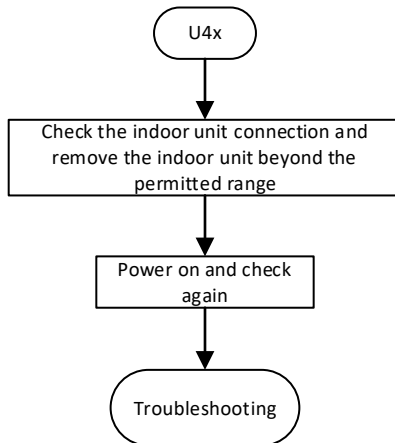 U4x
Check the indoor unit connection and
remove the indoor unit beyond the
permitted range
Power on and check
again
Troubleshooting